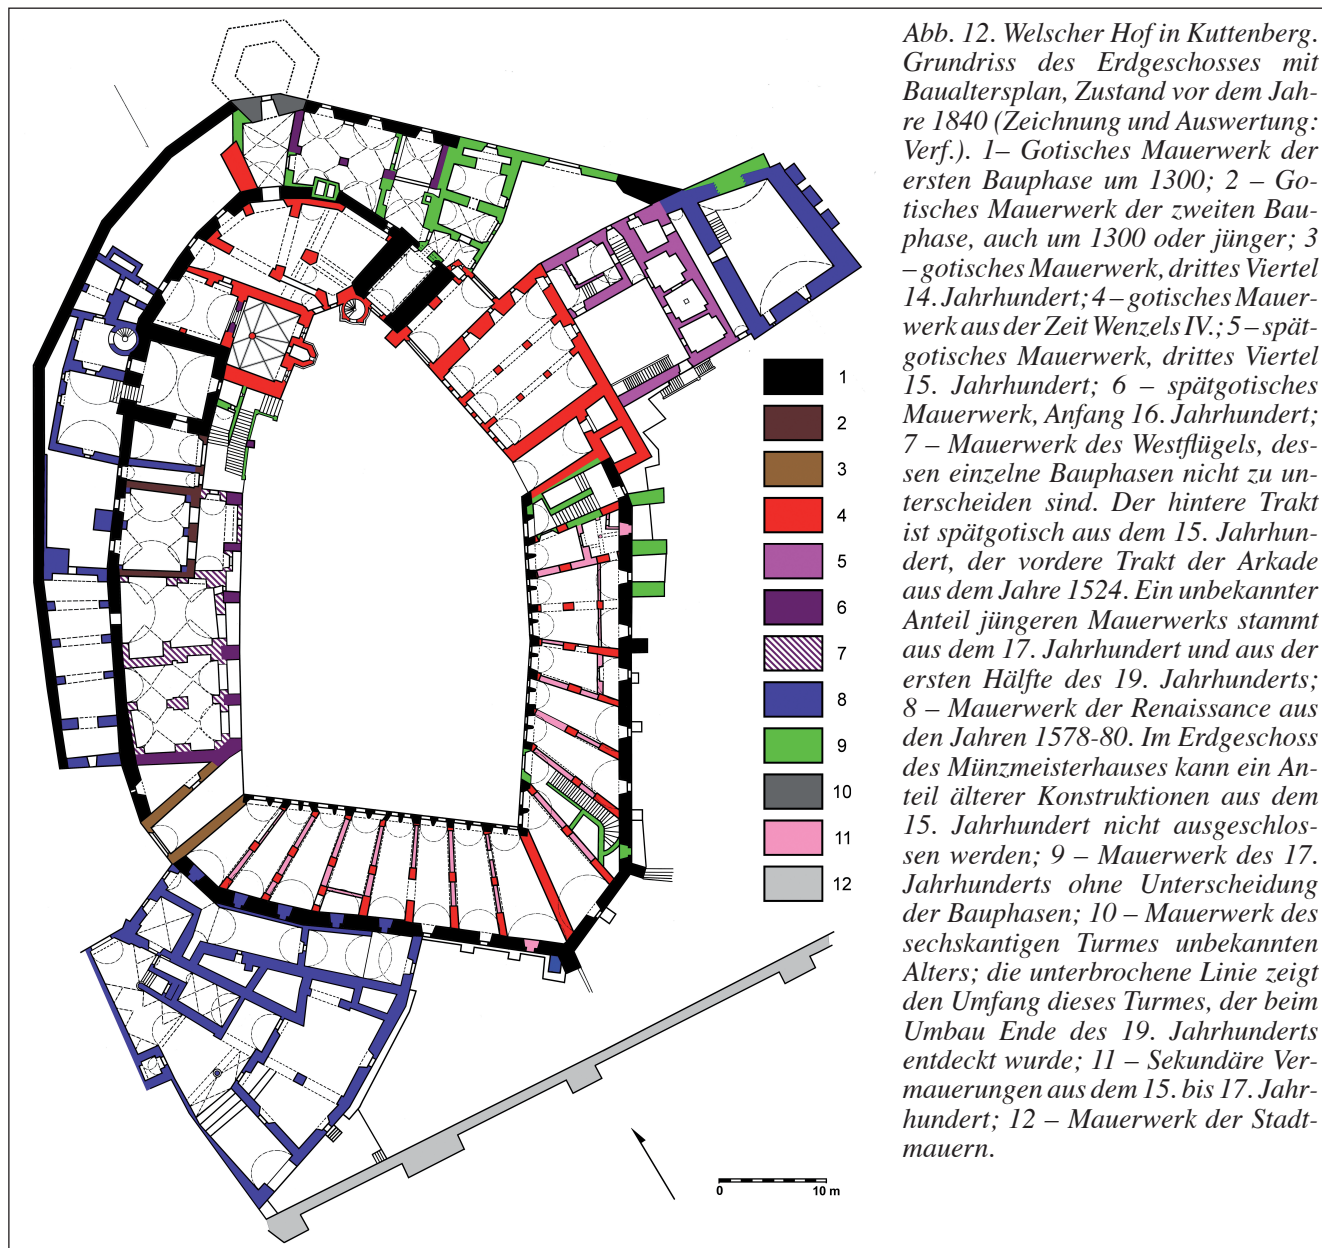 Abb. 12. Welscher Hof in Kuttenberg.
Grundriss des Erdgeschosses mit
Baualtersplan, Zustand vor dem Jah-
re 1840 (Zeichnung und Auswertung:
Verf.). 1– Gotisches Mauerwerk der
ersten Bauphase um 1300; 2 – Go-
tisches Mauerwerk der zweiten Bau-
phase, auch um 1300 oder jünger; 3
– gotisches Mauerwerk, drittes Viertel
14. Jahrhundert; 4 – gotisches Mauer-
werk aus der Zeit Wenzels IV.; 5 – spät-
gotisches Mauerwerk, drittes Viertel
15. Jahrhundert; 6 – spätgotisches
Mauerwerk, Anfang 16. Jahrhundert;
7 – Mauerwerk des Westflügels, des-
sen einzelne Bauphasen nicht zu un-
terscheiden sind. Der hintere Trakt
ist spätgotisch aus dem 15. Jahrhun-
dert, der vordere Trakt der Arkade
aus dem Jahre 1524. Ein unbekannter
Anteil jüngeren Mauerwerks stammt
aus dem 17. Jahrhundert und aus der
ersten Hälfte des 19. Jahrhunderts;
8 – Mauerwerk der Renaissance aus
den Jahren 1578-80. Im Erdgeschoss
des Münzmeisterhauses kann ein An-
teil älterer Konstruktionen aus dem
15. Jahrhundert nicht ausgeschlos-
sen werden; 9 – Mauerwerk des 17.
Jahrhunderts ohne Unterscheidung
der Bauphasen; 10 – Mauerwerk des
sechskantigen Turmes unbekannten
Alters; die unterbrochene Linie zeigt
den Umfang dieses Turmes, der beim
Umbau Ende des 19. Jahrhunderts
entdeckt wurde; 11 – Sekundäre Ver-
mauerungen aus dem 15. bis 17. Jahr-
hundert; 12 – Mauerwerk der Stadt-
mauern.
1
2
3
4
5
6
7
8
9
10
11
12
0 10 m